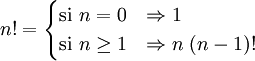 n! = { si n = 0 ⇒ 1
si n ≥ 1 ⇒ n (n − 1)!